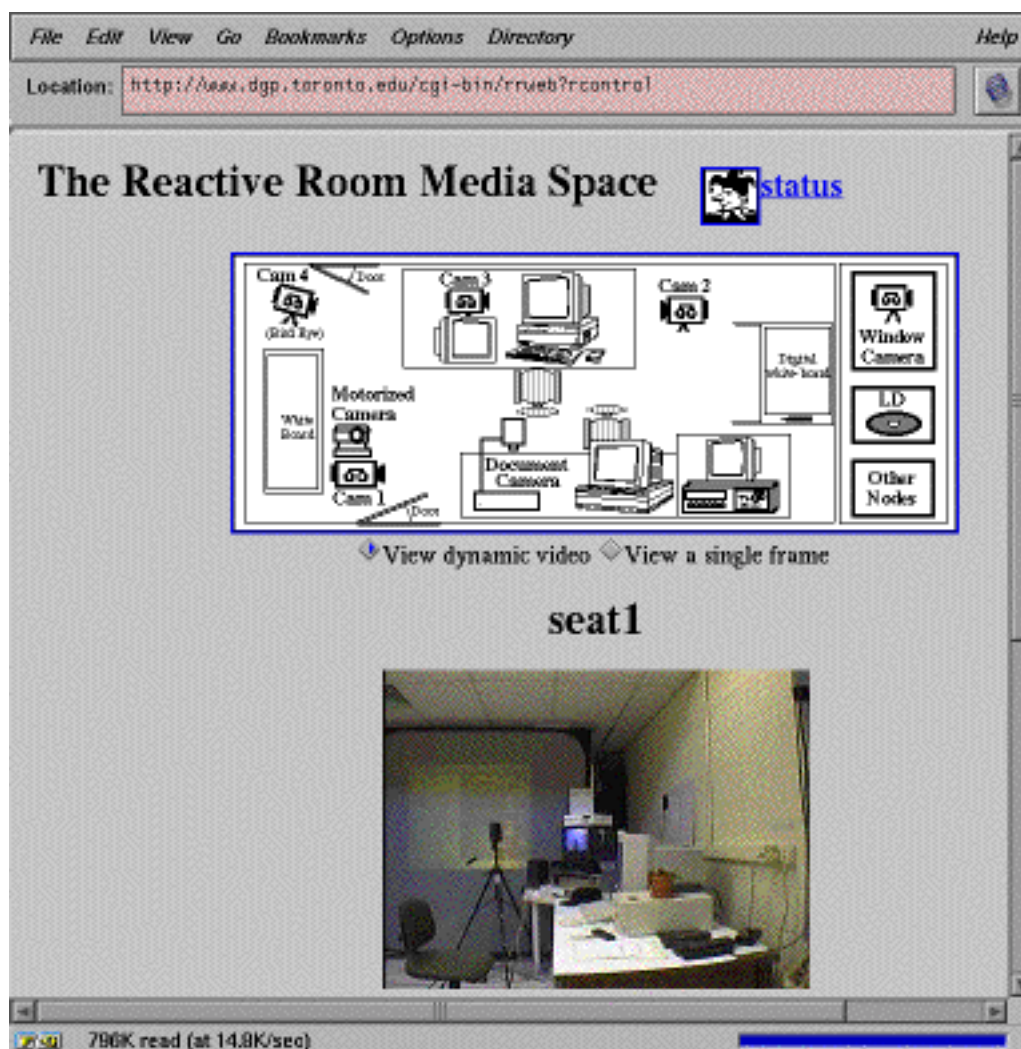 File Edit View Go Bookmarks Options Directory Help
Location: http://www.dgp.toronto.edu/cgi-bin/rrweb?rcontrol
The Reactive Room Media Space status
Cam 4
Door
(Bird Eye)
Cam 3
Cam 2
Window
Camera
Digital
white-board
Motorized
Camera
White
Board
LD
Document
Camera
Cam 1
Door
Other
Nodes
View dynamic video View a single frame
seat1
796K read (at 14.9K/sec)